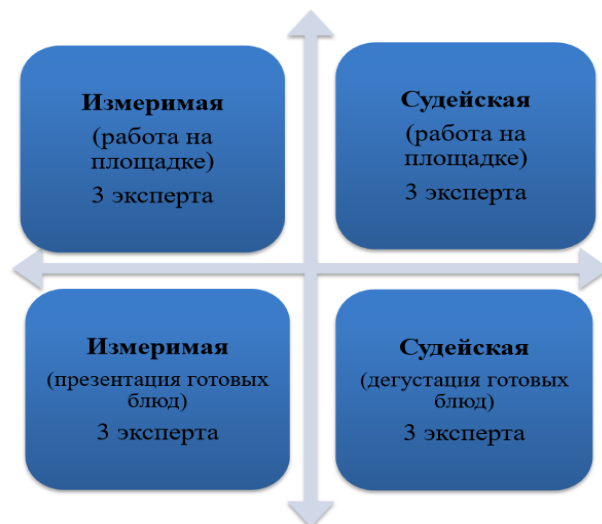 Измеримая
(работа на
площадке)
3 эксперта
Судейская
(работа на
площадке)
3 эксперта
Измеримая
(презентация готовых
блюд)
3 эксперта
Судейская
(дегустация готовых
блюд)
3 эксперта